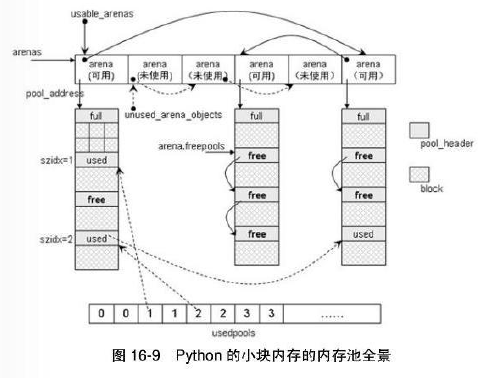 usable_arenas
arenas
arena (可用)
arena (未使用)
arena (未使用)
arena (可用)
arena (未使用)
arena (可用)
pool_address
unused_arena_objects
full
full
full
arena.freepools
pool_header
szidx=1
used
free
free
free
block
free
free
szidx=2
used
free
used
0 0 1 1 2 2 3 3 ......
usedpools
图 16-9 Python 的小块内存的内存池全景